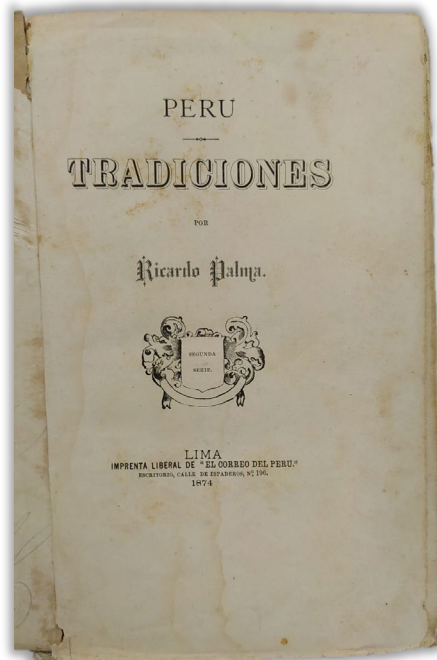 PERU
TRADICIONES
POR
Ricardo Palma.
SEGUNDA
SERIE.
LIMA
IMPRENTA LIBERAL DE "EL CORREO DEL PERU."
ESCRITORIO, CALLE DE ESPADEROS, Nº 196.
1874